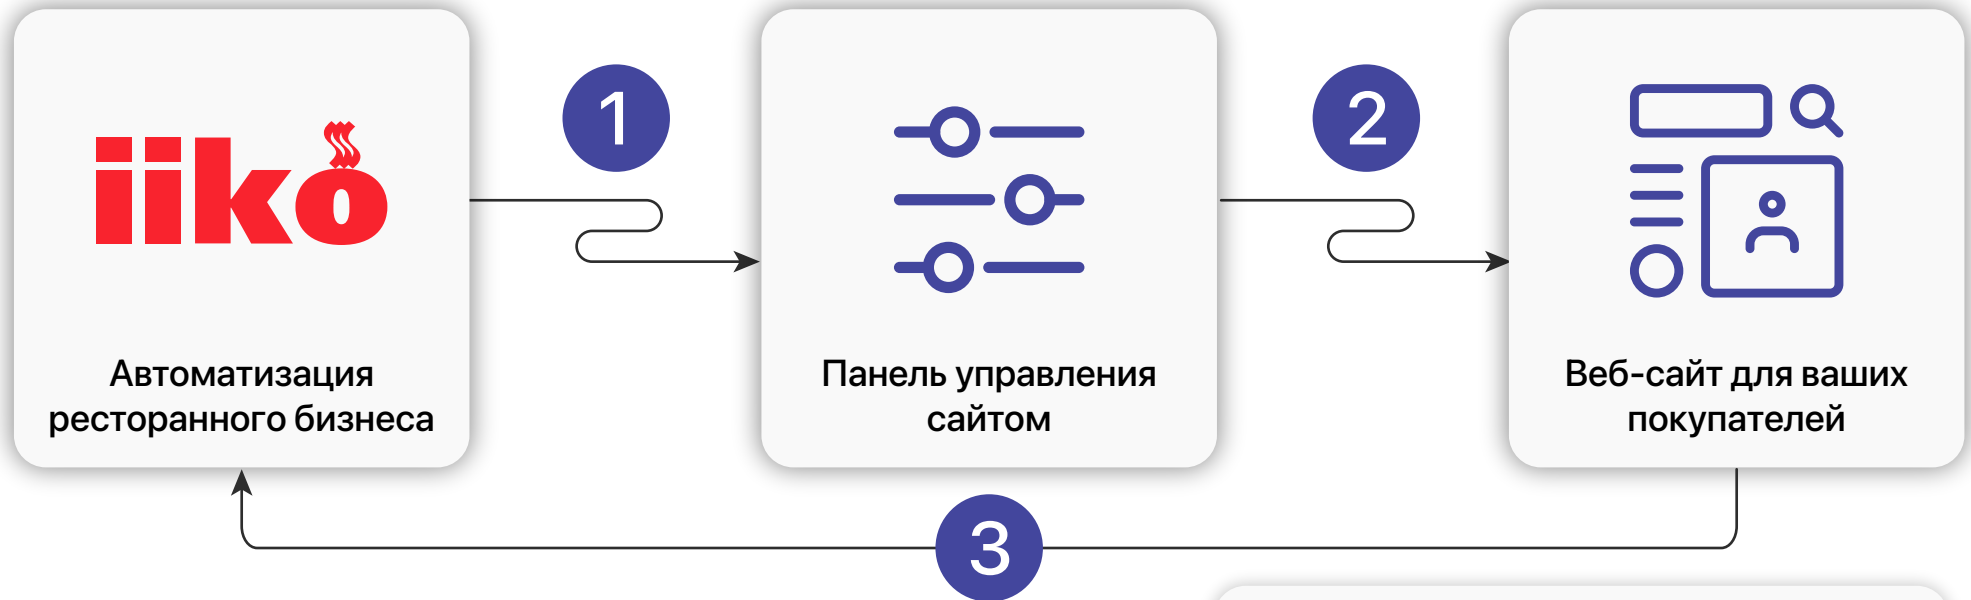 iiko
1
2
Автоматизация
ресторанного бизнеса
Панель управления
сайтом
Веб-сайт для ваших
покупателей
3